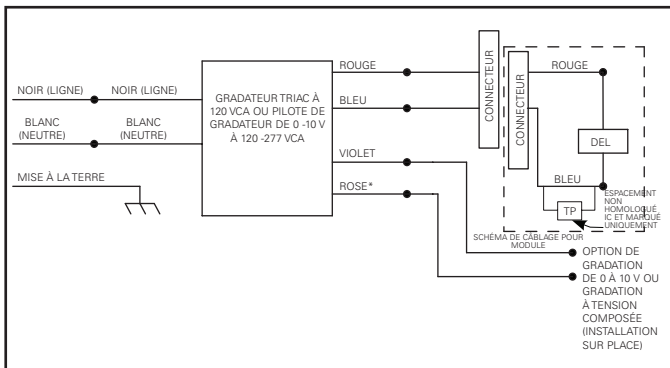 NOIR (LIGNE)
NOIR (LIGNE)
BLANC
(NEUTRE)
BLANC
(NEUTRE)
MISE À LA TERRE
GRADATEUR TRIAC À
120 VCA OU PILOTE DE
GRADATEUR DE 0 -10 V
À 120 -277 VCA
ROUGE
BLEU
VIOLET
ROSE*
CONNECTEUR
CONNECTEUR
ROUGE
DEL
BLEU
TP
ESPACEMENT
NON
HOMOLOGUÉ
IC ET MARQUÉ
UNIQUEMENT
SCHÉMA DE CÂBLAGE POUR
MODULE
OPTION DE
GRADATION
DE 0 À 10 V OU
GRADATION
À TENSION
COMPOSÉE
(INSTALLATION
SUR PLACE)